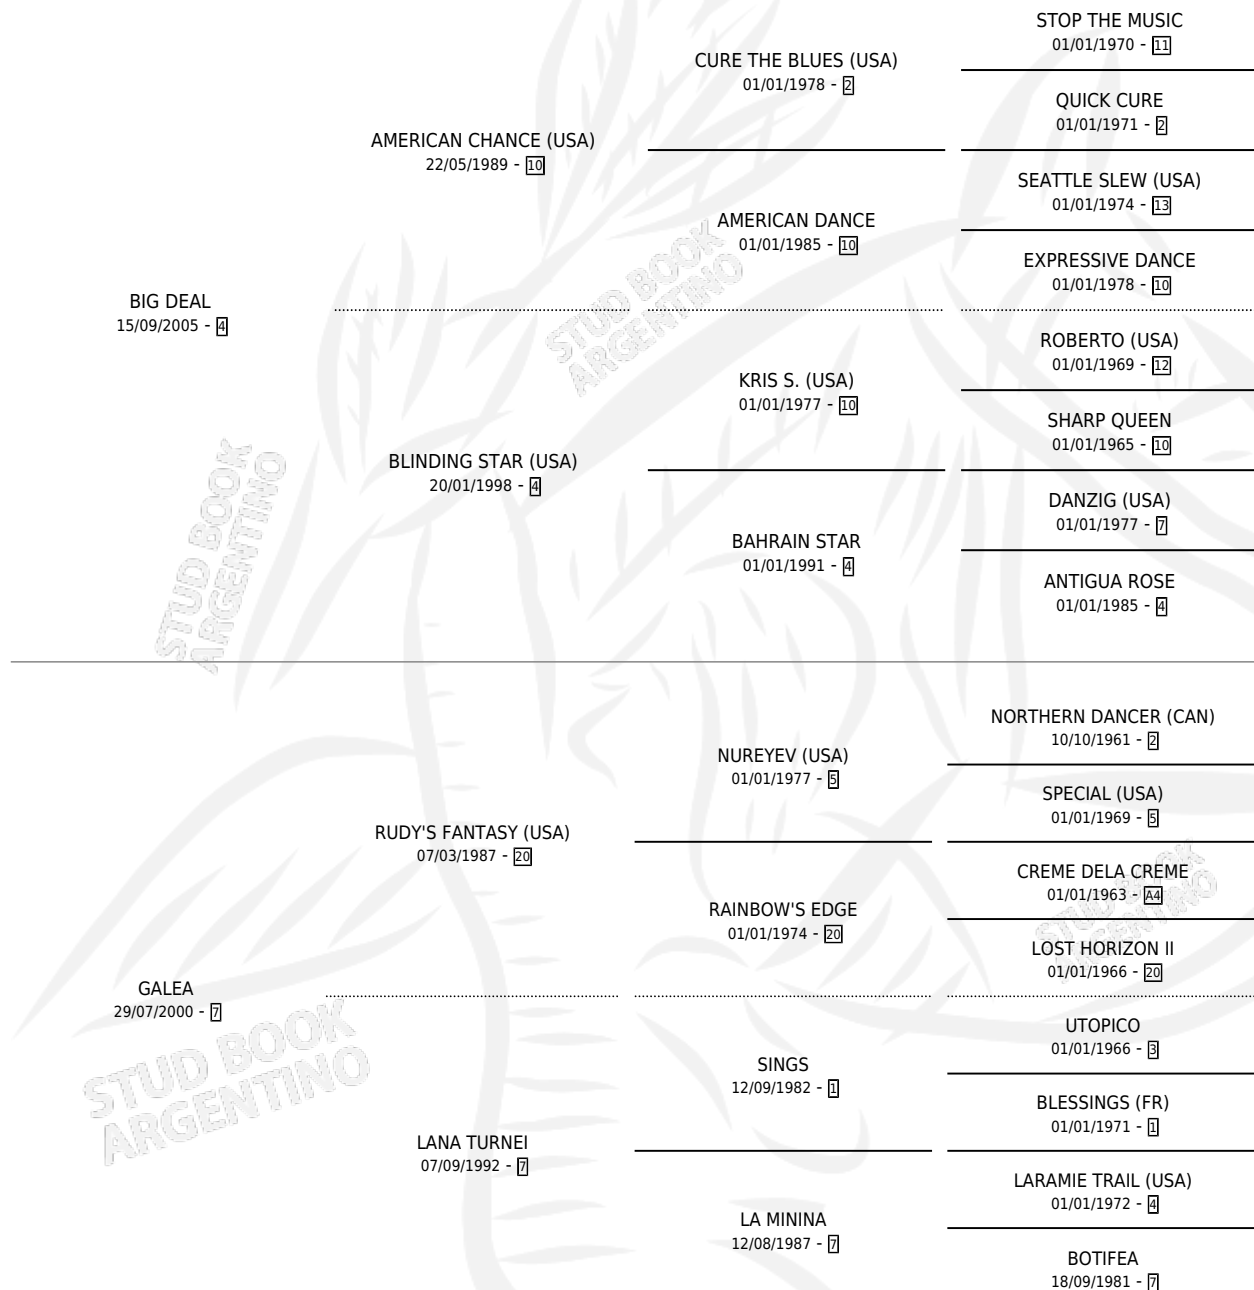 STOP THE MUSIC
01/01/1970 - 11
CURE THE BLUES (USA)
01/01/1978 - 2
QUICK CURE
01/01/1971 - 2
AMERICAN CHANCE (USA)
22/05/1989 - 10
SEATTLE SLEW (USA)
01/01/1974 - 13
AMERICAN DANCE
01/01/1985 - 10
EXPRESSIVE DANCE
01/01/1978 - 10
BIG DEAL
15/09/2005 - 4
STUD BOOK
ARGENTINO
ROBERTO (USA)
01/01/1969 - 12
KRIS S. (USA)
01/01/1977 - 10
SHARP QUEEN
01/01/1965 - 10
BLINDING STAR (USA)
20/01/1998 - 4
DANZIG (USA)
01/01/1977 - 7
BAHRAIN STAR
01/01/1991 - 4
ANTIGUA ROSE
01/01/1985 - 4
STUD BOOK
ARGENTINO
NORTHERN DANCER (CAN)
10/10/1961 - 2
NUREYEV (USA)
01/01/1977 - 5
SPECIAL (USA)
01/01/1969 - 5
RUDY'S FANTASY (USA)
07/03/1987 - 20
CREME DELA CREME
01/01/1963 - A4
STUD BOOK
ARGENTINO
RAINBOW'S EDGE
01/01/1974 - 20
LOST HORIZON II
01/01/1966 - 20
GALEA
29/07/2000 - 7
STUD BOOK
ARGENTINO
UTOPICO
01/01/1966 - 3
SINGS
12/09/1982 - 1
BLESSINGS (FR)
01/01/1971 - 1
LANA TURNEI
07/09/1992 - 7
LARAMIE TRAIL (USA)
01/01/1972 - 4
LA MININA
12/08/1987 - 7
BOTIFEA
18/09/1981 - 7